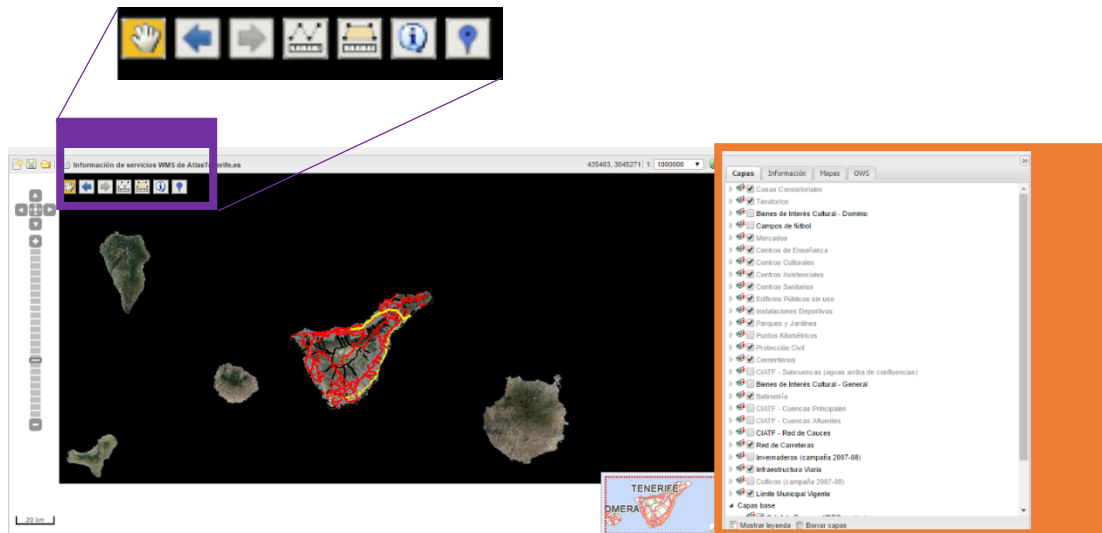 Información de servicios WMS de AtlasTenerife.es
435403, 3045271 1: 1000000
Capas Información Mapas OWS
Casas Consistoriales
Tanatorios
Bienes de Interés Cultural - Dominio
Campos de fútbol
Mercados
Centros de Enseñanza
Centros Culturales
Centros Asistenciales
Centros Sanitarios
Edificios Públicos sin uso
Instalaciones Deportivas
Parques y Jardines
Puntos Kilométricos
Protección Civil
Cementerios
CIATF - Subcuencas (aguas arriba de confluencias)
Bienes de Interés Cultural - General
Batimetría
CIATF - Cuencas Principales
CIATF - Cuencas Afluentes
CIATF - Red de Cauces
Red de Carreteras
Invernaderos (campaña 2007-08)
Infraestructura Viaria
Cultivos (campaña 2007-08)
Límite Municipal Vigente
Capas base
Mostrar leyenda Borrar capas
TENERIFE
OMERA
20 km